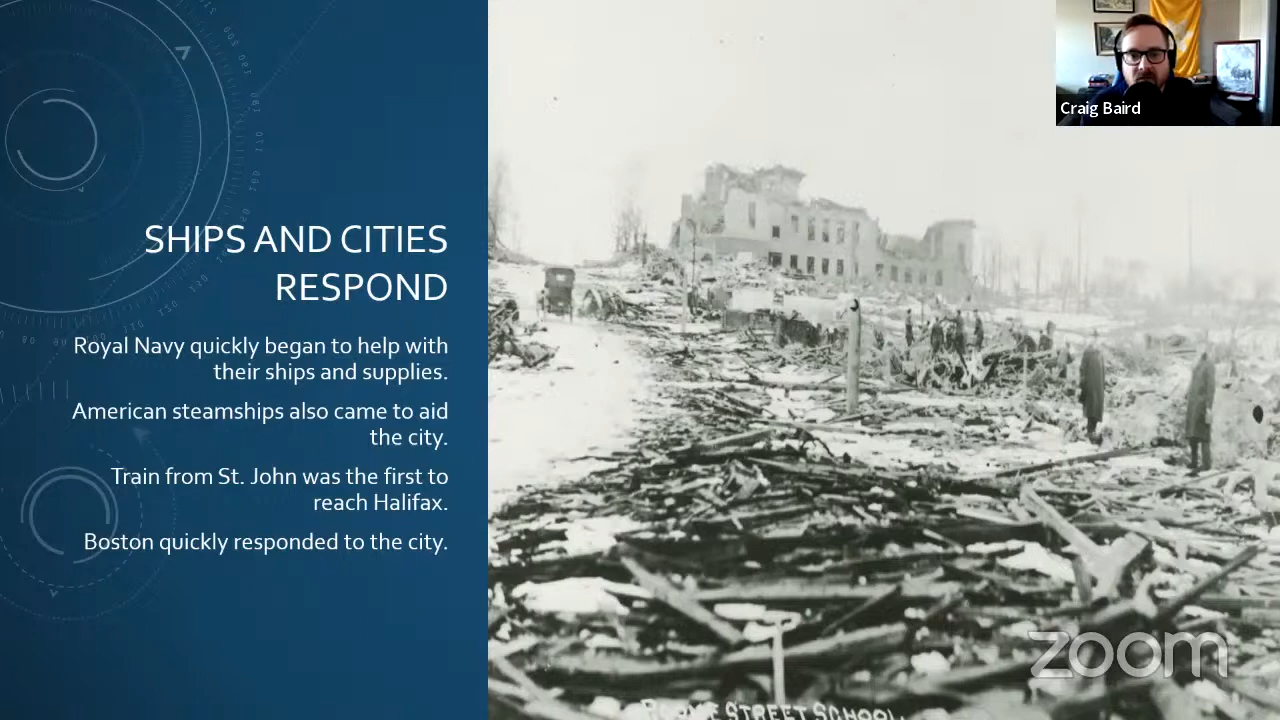 SHIPS AND CITIES
RESPOND
Royal Navy quickly began to help with
their ships and supplies.
American steamships also came to aid
the city.
Train from St. John was the first to
reach Halifax.
Boston quickly responded to the city.
Craig Baird
zoom
STREET SCHOOL